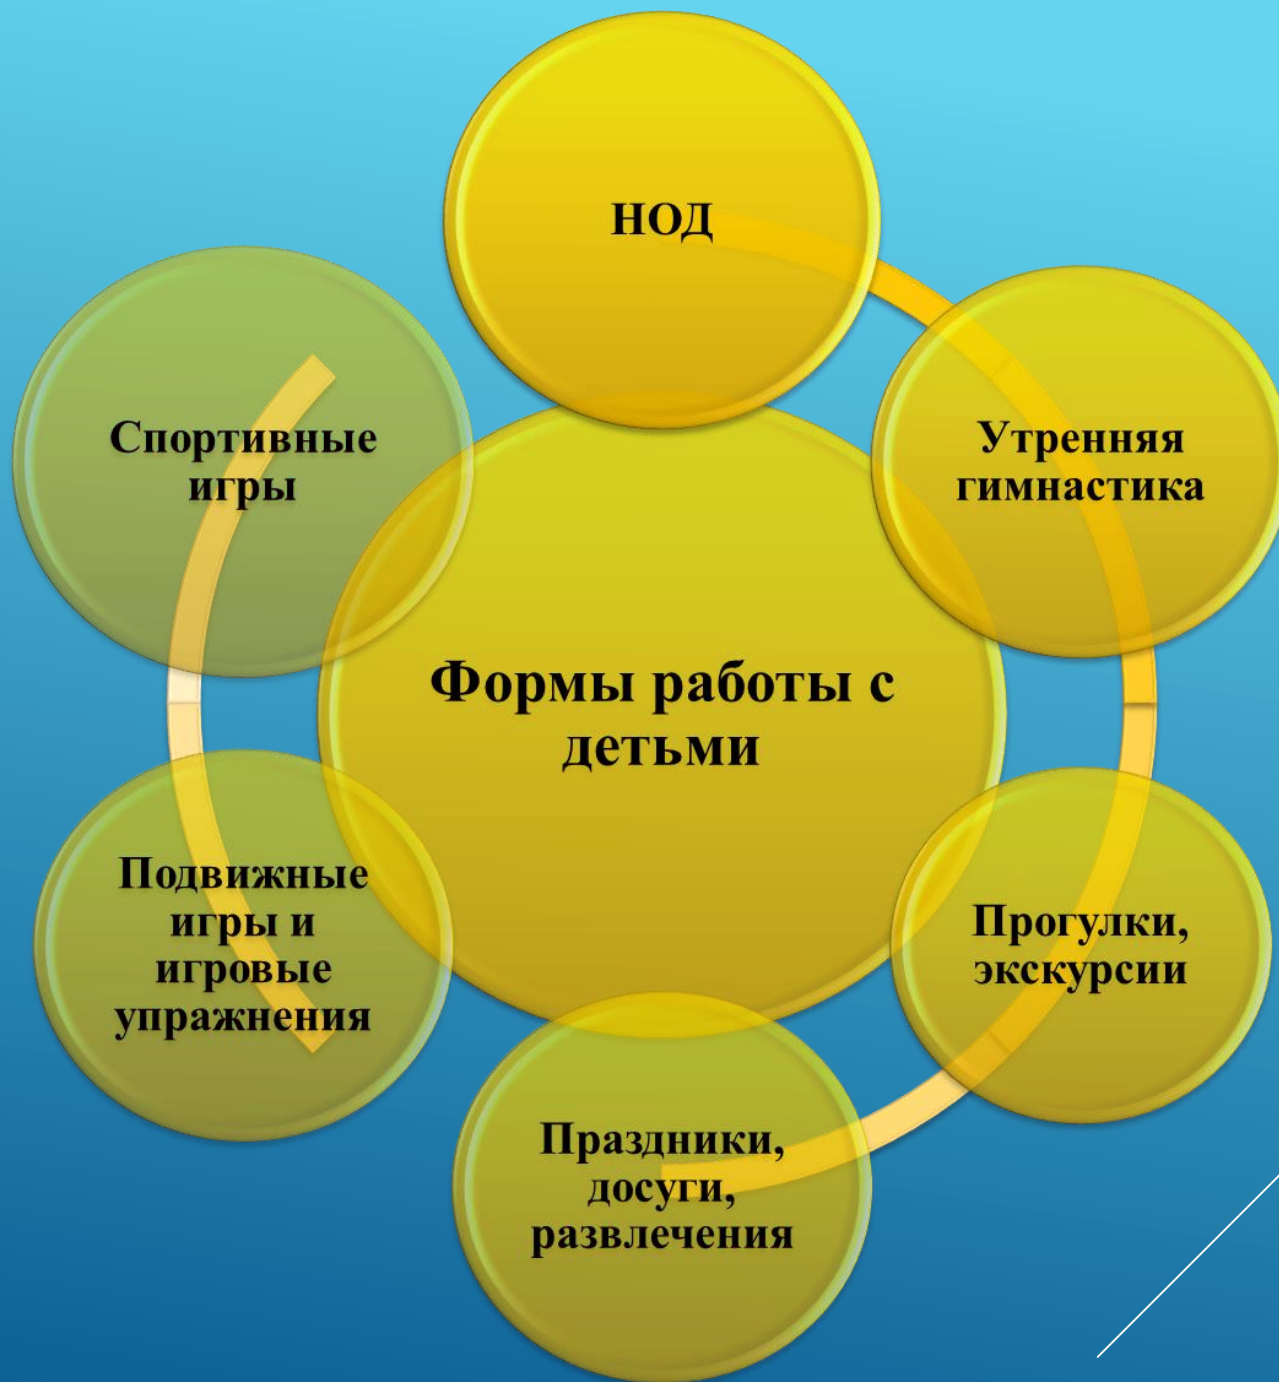 НОД
Утренняя
гимнастика
Прогулки,
экскурсии
Праздники,
досуги,
развлечения
Подвижные
игры и
игровые
упражнения
Спортивные
игры
Формы работы с
детьми